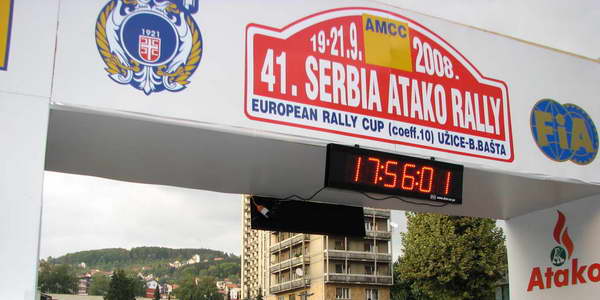 1921
AMCC
19-21.9. 2008.
41. SERBIA ATAKO RALLY
EUROPEAN RALLY CUP (coeff.10) UŽICE-B.BAŠTA
FiA
17:56:01
Atako